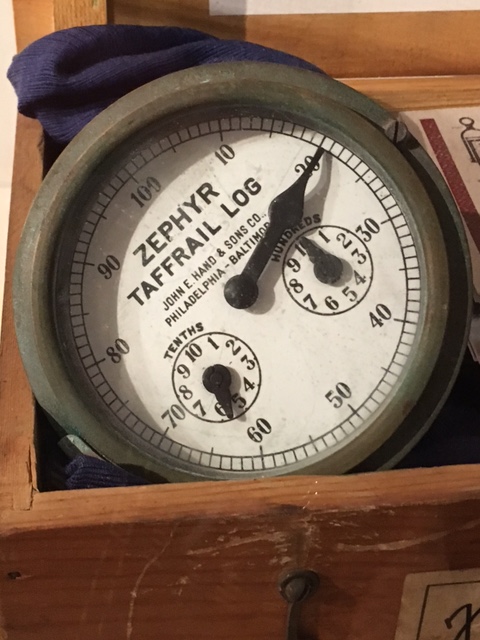 ZEPHYR
TAFFRAIL LOG
JOHN E. HAND & SONS CO.
PHILADELPHIA - BALTIMOR
HUNDREDS
TENTHS
10
20
30
40
50
60
70
80
90
100
1 2 3 4 5 6 7 8 9
1 2 3 4 5 6 7 8 9 10